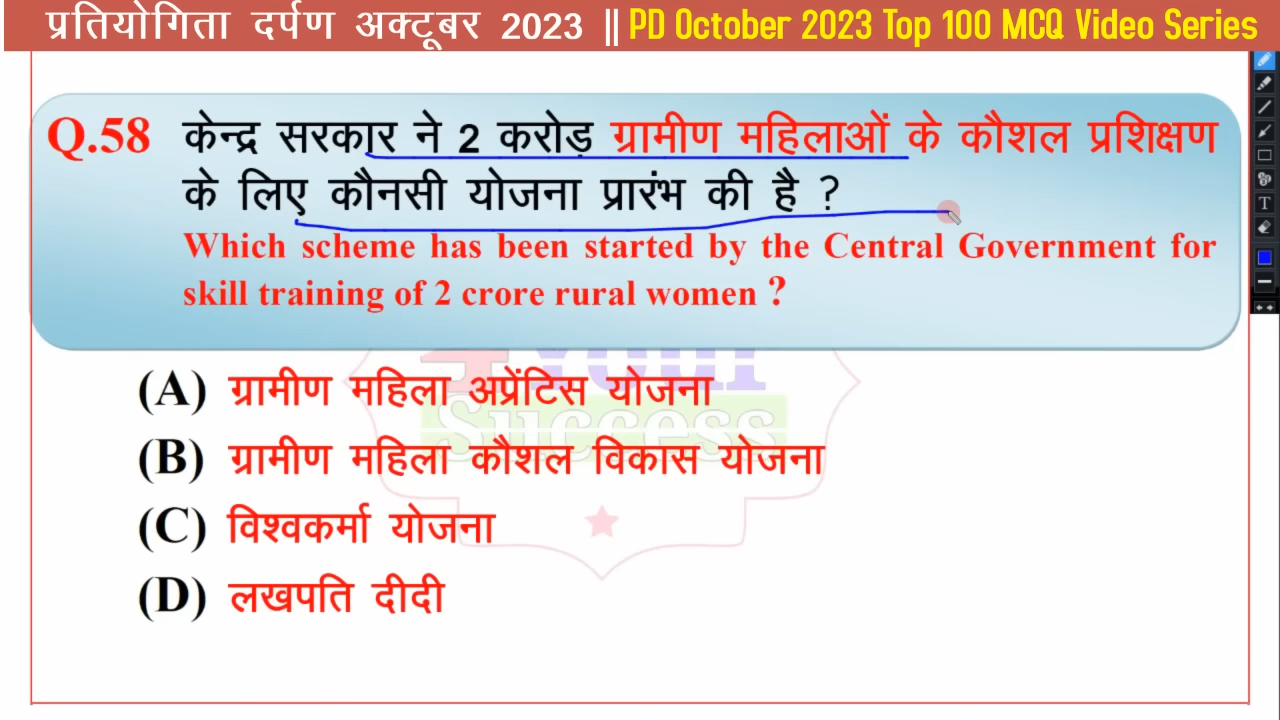 प्रतियोगिता दर्पण अक्टूबर 2023 || PD October 2023 Top 100 MCQ Video Series
Q.58 केन्द्र सरकार ने 2 करोड़ ग्रामीण महिलाओं के कौशल प्रशिक्षण
के लिए कौनसी योजना प्रारंभ की है ?
Which scheme has been started by the Central Government for
skill training of 2 crore rural women ?
Your
Success
(A) ग्रामीण महिला अप्रेंटिस योजना
(B) ग्रामीण महिला कौशल विकास योजना
(C) विश्वकर्मा योजना
(D) लखपति दीदी